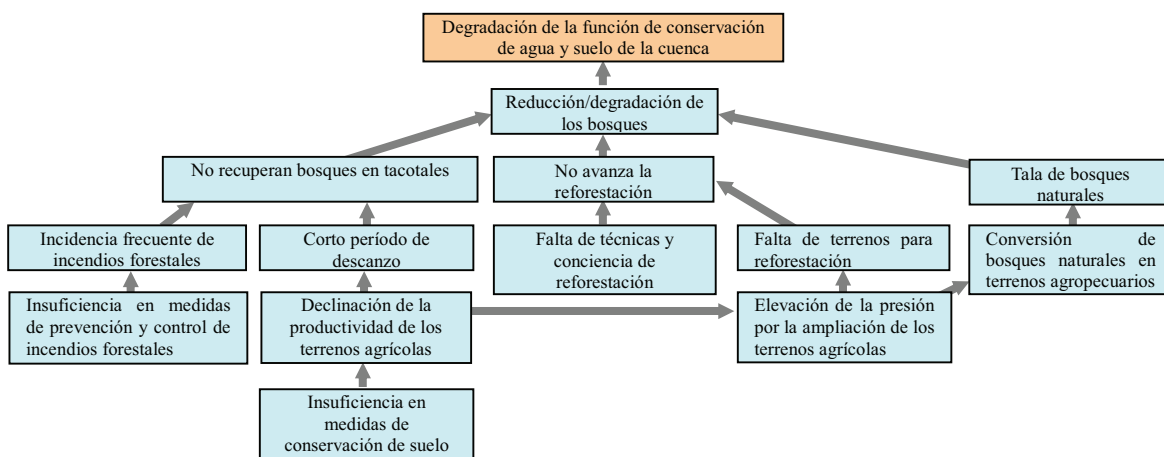 Degradación de la función de conservación
de agua y suelo de la cuenca
Reducción/degradación de
los bosques
No recuperan bosques en tacotales
No avanza la
reforestación
Tala de bosques
naturales
Incidencia frecuente de
incendios forestales
Corto período de
descanzo
Falta de técnicas y
conciencia de
reforestación
Falta de terrenos para
reforestación
Conversión de
bosques naturales en
terrenos agropecuarios
Insuficiencia en medidas
de prevención y control de
incendios forestales
Declinación de la
productividad de los
terrenos agrícolas
Elevación de la presión
por la ampliación de los
terrenos agrícolas
Insuficiencia en
medidas de
conservación de suelo